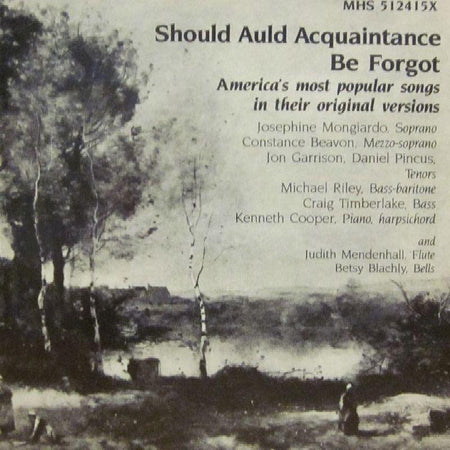 MHS 512415X
Should Auld Acquaintance
Be Forgot
America's most popular songs
in their original versions
Josephine Mongiardo, Soprano
Constance Beavon, Mezzo-soprano
Jon Garrison, Daniel Pincus,
Tenors
Michael Riley, Bass-baritone
Craig Timberlake, Bass
Kenneth Cooper, Piano, harpsichord
and
Judith Mendenhall, Flute
Betsy Blachly, Bells